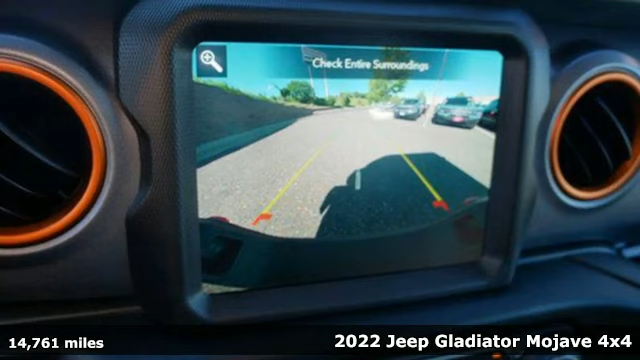 Check Entire Surroundings
14,761 miles
2022 Jeep Gladiator Mojave 4x4